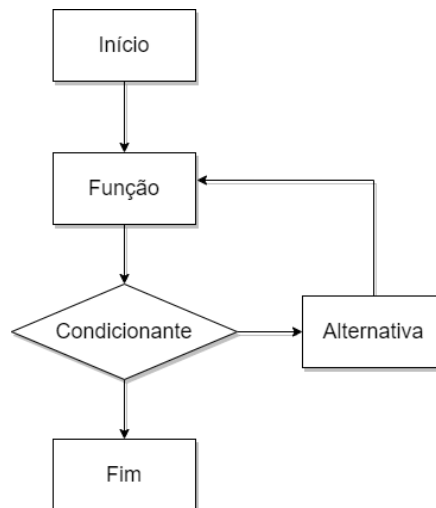 Início
Função
Condicionante
Alternativa
Fim